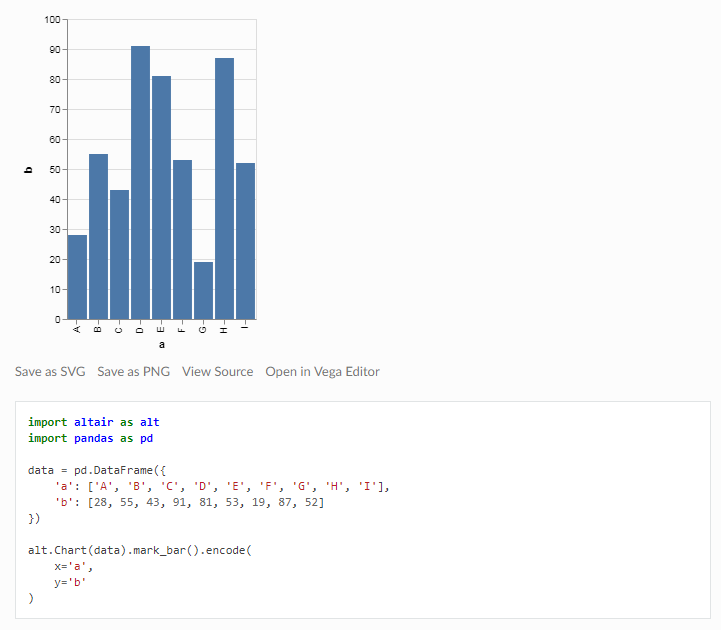 100
90
80
70
60
50
40
30
20
10
0
b
A B C D E F G H I
a
Save as SVG Save as PNG View Source Open in Vega Editor
import altair as alt
import pandas as pd
data = pd.DataFrame({
    'a': ['A', 'B', 'C', 'D', 'E', 'F', 'G', 'H', 'I'],
    'b': [28, 55, 43, 91, 81, 53, 19, 87, 52]
})
alt.Chart(data).mark_bar().encode(
    x='a',
    y='b'
)